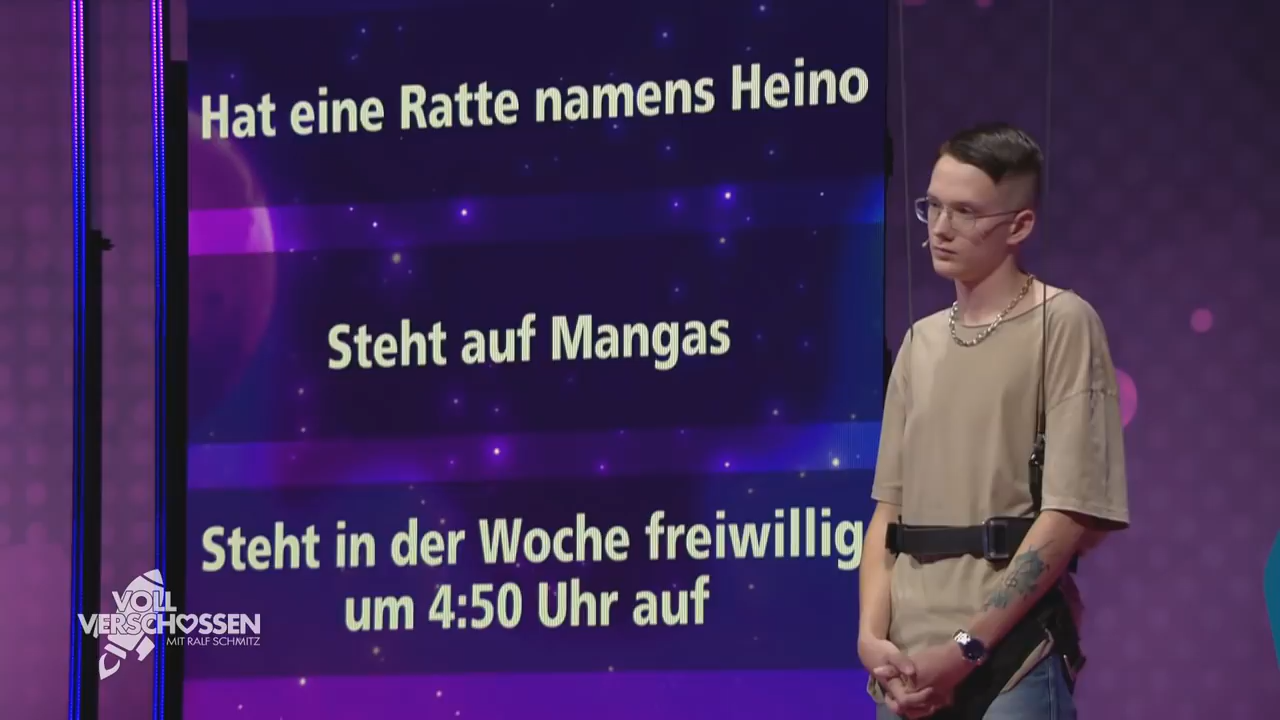 Hat eine Ratte namens Heino
Steht auf Mangas
Steht in der Woche freiwillig
um 4:50 Uhr auf
VOLL
VERSCHOSSEN
MIT RALF SCHMITZ